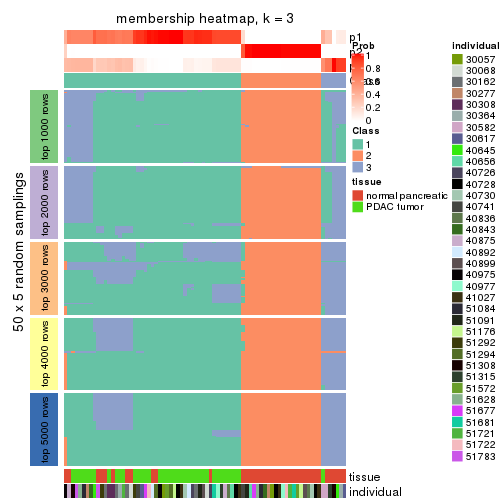 membership heatmap, k = 3
p1
p2
Prob
1
0.8
0.6
0.4
0.2
0
Class
1
2
3
tissue
normal pancreatic
PDAC tumor
50 x 5 random samplings
top 1000 rows
top 2000 rows
top 3000 rows
top 4000 rows
top 5000 rows
tissue
individual
individual
30057
30068
30162
30277
30308
30364
30582
30617
40645
40656
40726
40728
40730
40741
40836
40843
40875
40892
40899
40975
40977
41027
51084
51091
51176
51292
51294
51308
51315
51572
51628
51677
51681
51721
51722
51783